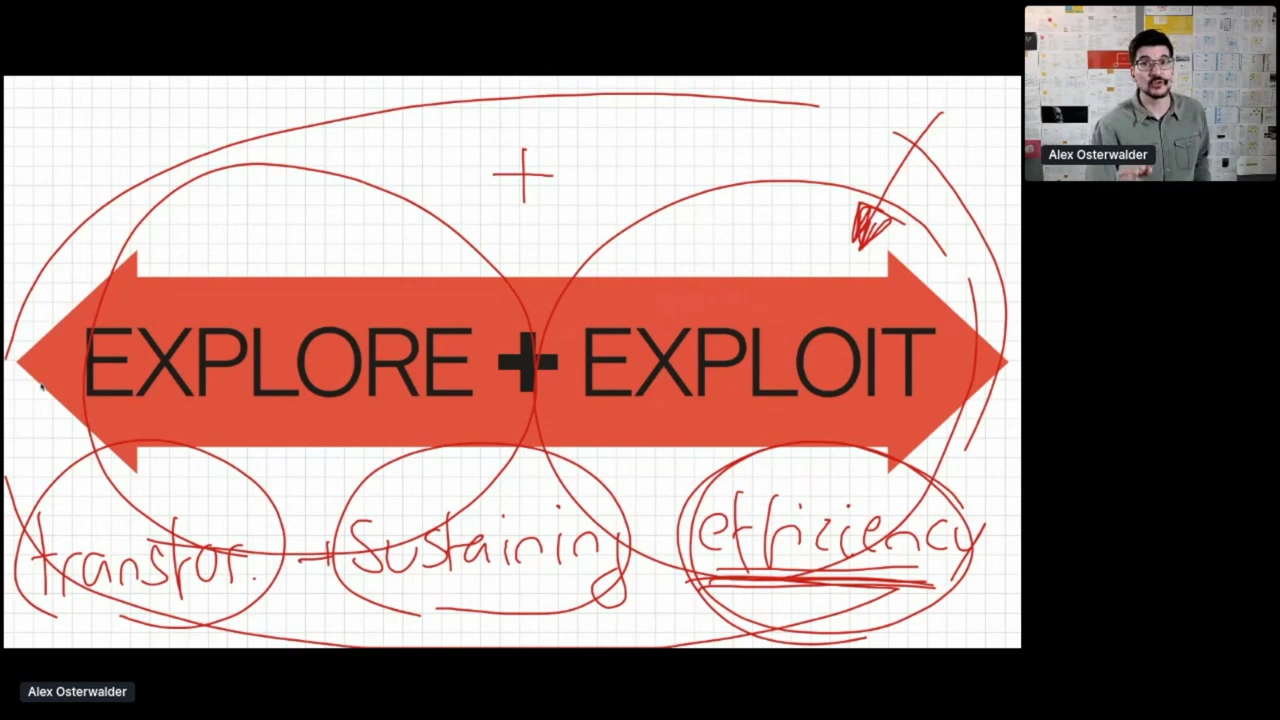 Alex Osterwalder
+
EXPLORE + EXPLOIT
transfor. + Sustaining efficiency
Alex Osterwalder